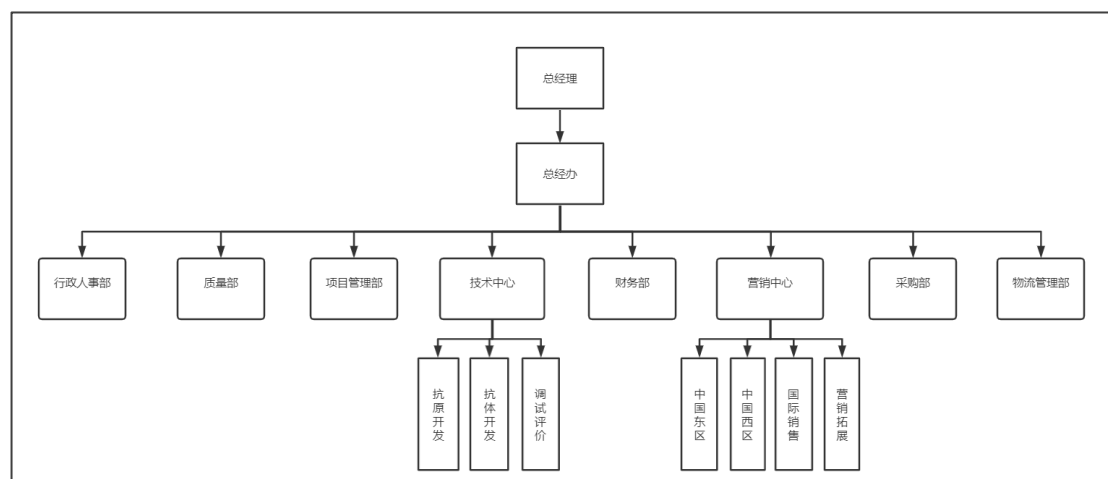 总经理
总经办
行政人事部
质量部
项目管理部
技术中心
财务部
营销中心
采购部
物流管理部
抗原开发
抗体开发
调试评价
中国东区
中国西区
国际销售
营销拓展